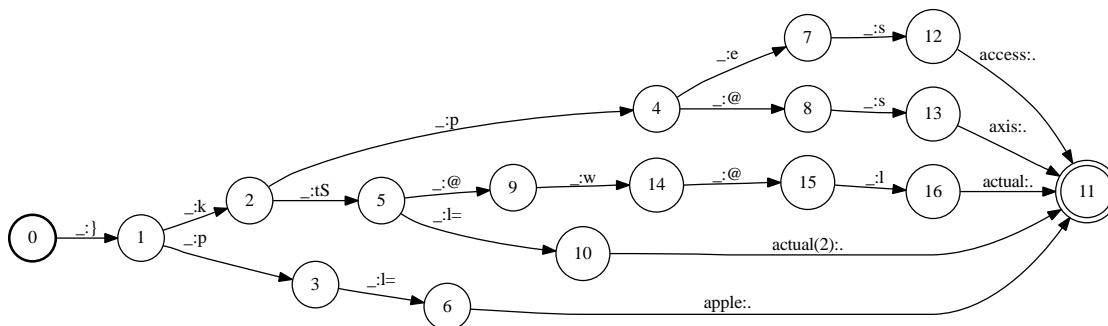 _:e
7
_:s
12
access:.
4
_:@
8
_:s
13
axis:.
_:p
_:k
2
_:tS
5
_:@
9
_:w
14
_:@
15
_:l
16
actual:.
11
0
_:}
1
_:l=
10
actual(2):.
_:p
3
_:l=
6
apple:.